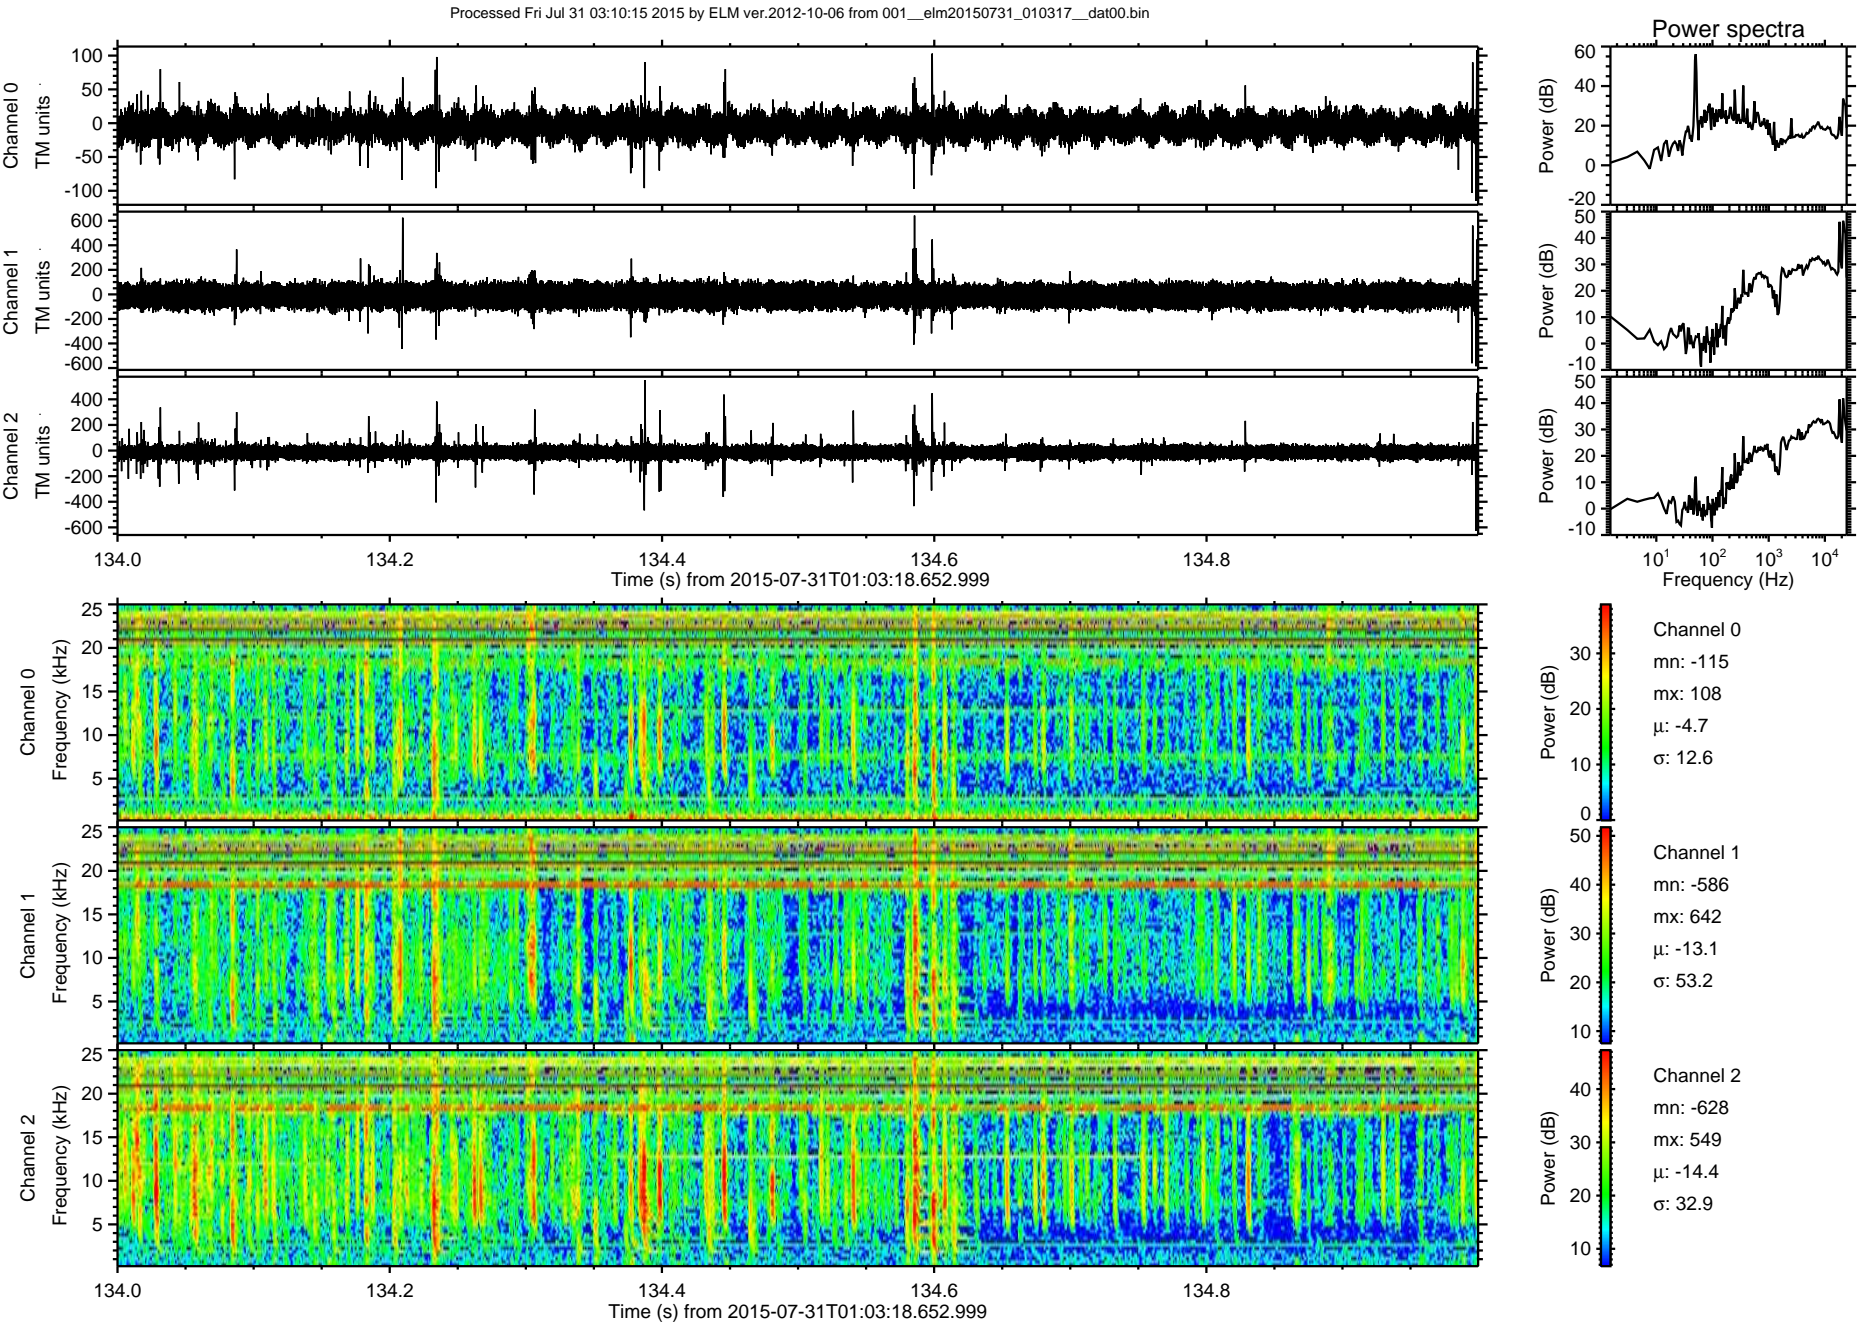 Processed Fri Jul 31 03:10:15 2015 by ELM ver.2012-10-06 from 001__elm20150731_010317__dat00.bin
Power spectra
Channel 0
TM units
100
50
0
-50
-100
Power (dB)
60
40
20
0
-20
Channel 1
TM units
600
400
200
0
-200
-400
-600
Power (dB)
50
40
30
20
10
0
-10
Channel 2
TM units
400
200
0
-200
-400
-600
Power (dB)
50
40
30
20
10
0
-10
134.0 134.2 134.4 134.6 134.8
Time (s) from 2015-07-31T01:03:18.652.999
10¹ 10² 10³ 10⁴
Frequency (Hz)
Channel 0
Frequency (kHz)
25
20
15
10
5
Power (dB)
30
20
10
0
Channel 0
mn: -115
mx: 108
µ: -4.7
σ: 12.6
Channel 1
Frequency (kHz)
25
20
15
10
5
Power (dB)
50
40
30
20
10
Channel 1
mn: -586
mx: 642
µ: -13.1
σ: 53.2
Channel 2
Frequency (kHz)
25
20
15
10
5
Power (dB)
40
30
20
10
Channel 2
mn: -628
mx: 549
µ: -14.4
σ: 32.9
134.0 134.2 134.4 134.6 134.8
Time (s) from 2015-07-31T01:03:18.652.999